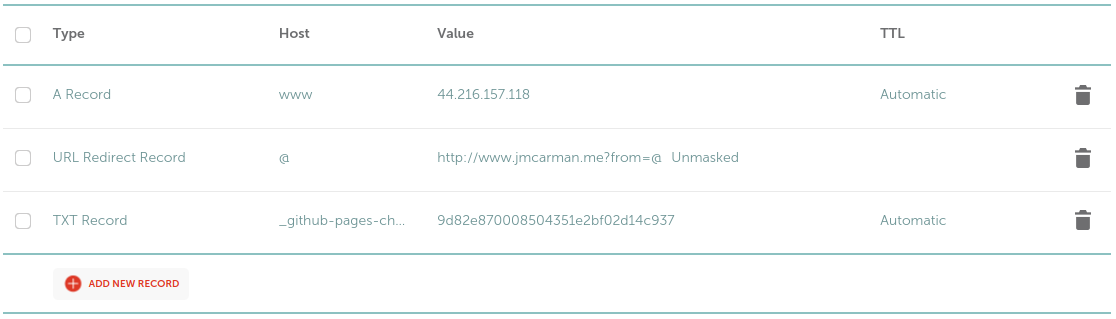 Type Host Value TTL
A Record www 44.216.157.118 Automatic
URL Redirect Record @ http://www.jmcarman.me?from=@ Unmasked
TXT Record _github-pages-ch... 9d82e870008504351e2bf02d14c937 Automatic
ADD NEW RECORD